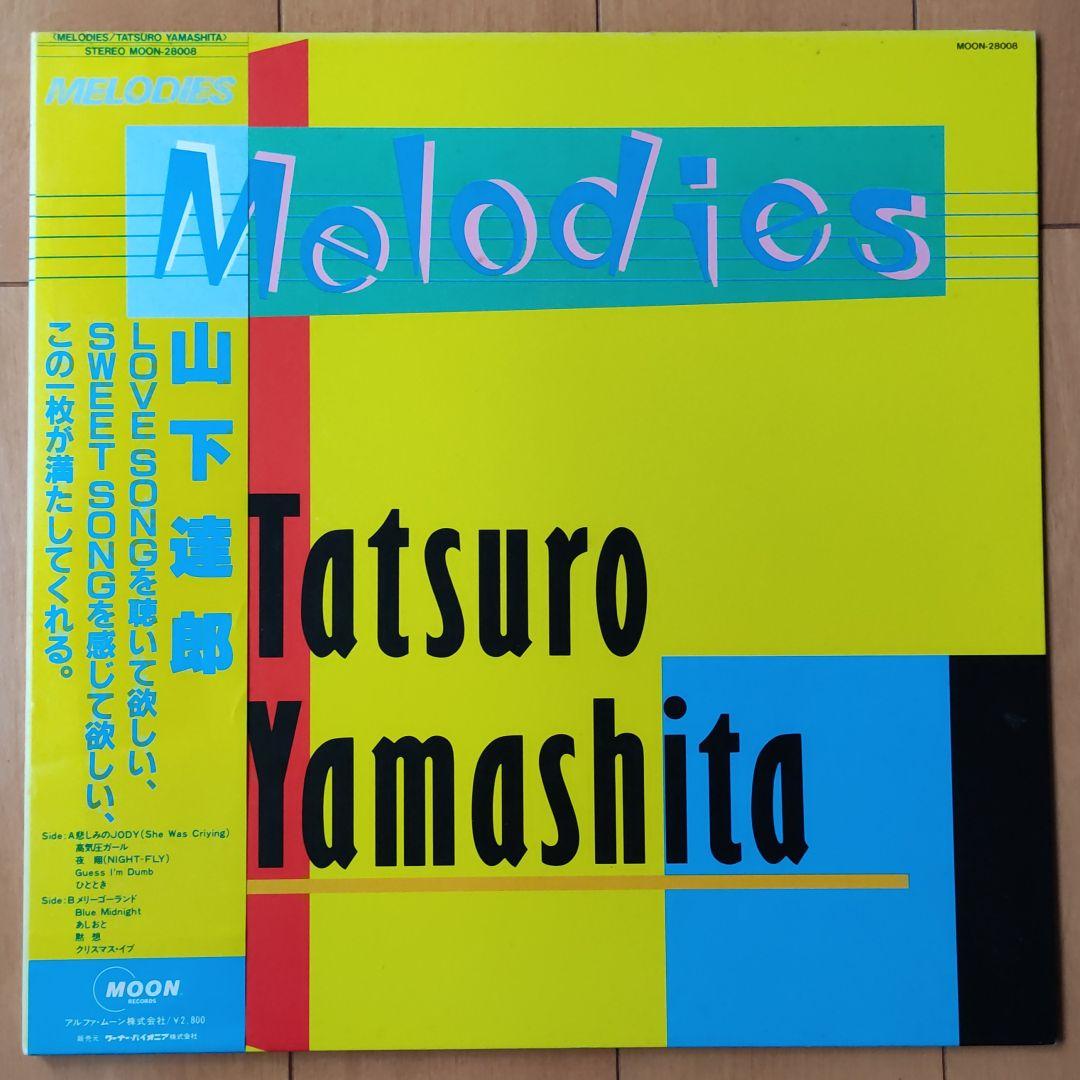 〈MELODIES/TATSURO YAMASHITA〉
STEREO MOON-28008
MELODIES
MOON-28008
Melodies
山下達郎
LOVE SONGを聴いて欲しい、
SWEET SONGを感じて欲しい、
この一枚が満たしてくれる。
Tatsuro
Yamashita
Side:A悲しみのJODY(She Was Criying)
高気圧ガール
夜翔(NIGHT-FLY)
Guess I'm Dumb
ひととき
Side:Bメリー・ゴー・ランド
Blue Midnight
あしおと
黙想
クリスマス・イブ
MOON
RECORDS
アルファ・ムーン株式会社/¥2,800
販売元 ワーナー・パイオニア株式会社